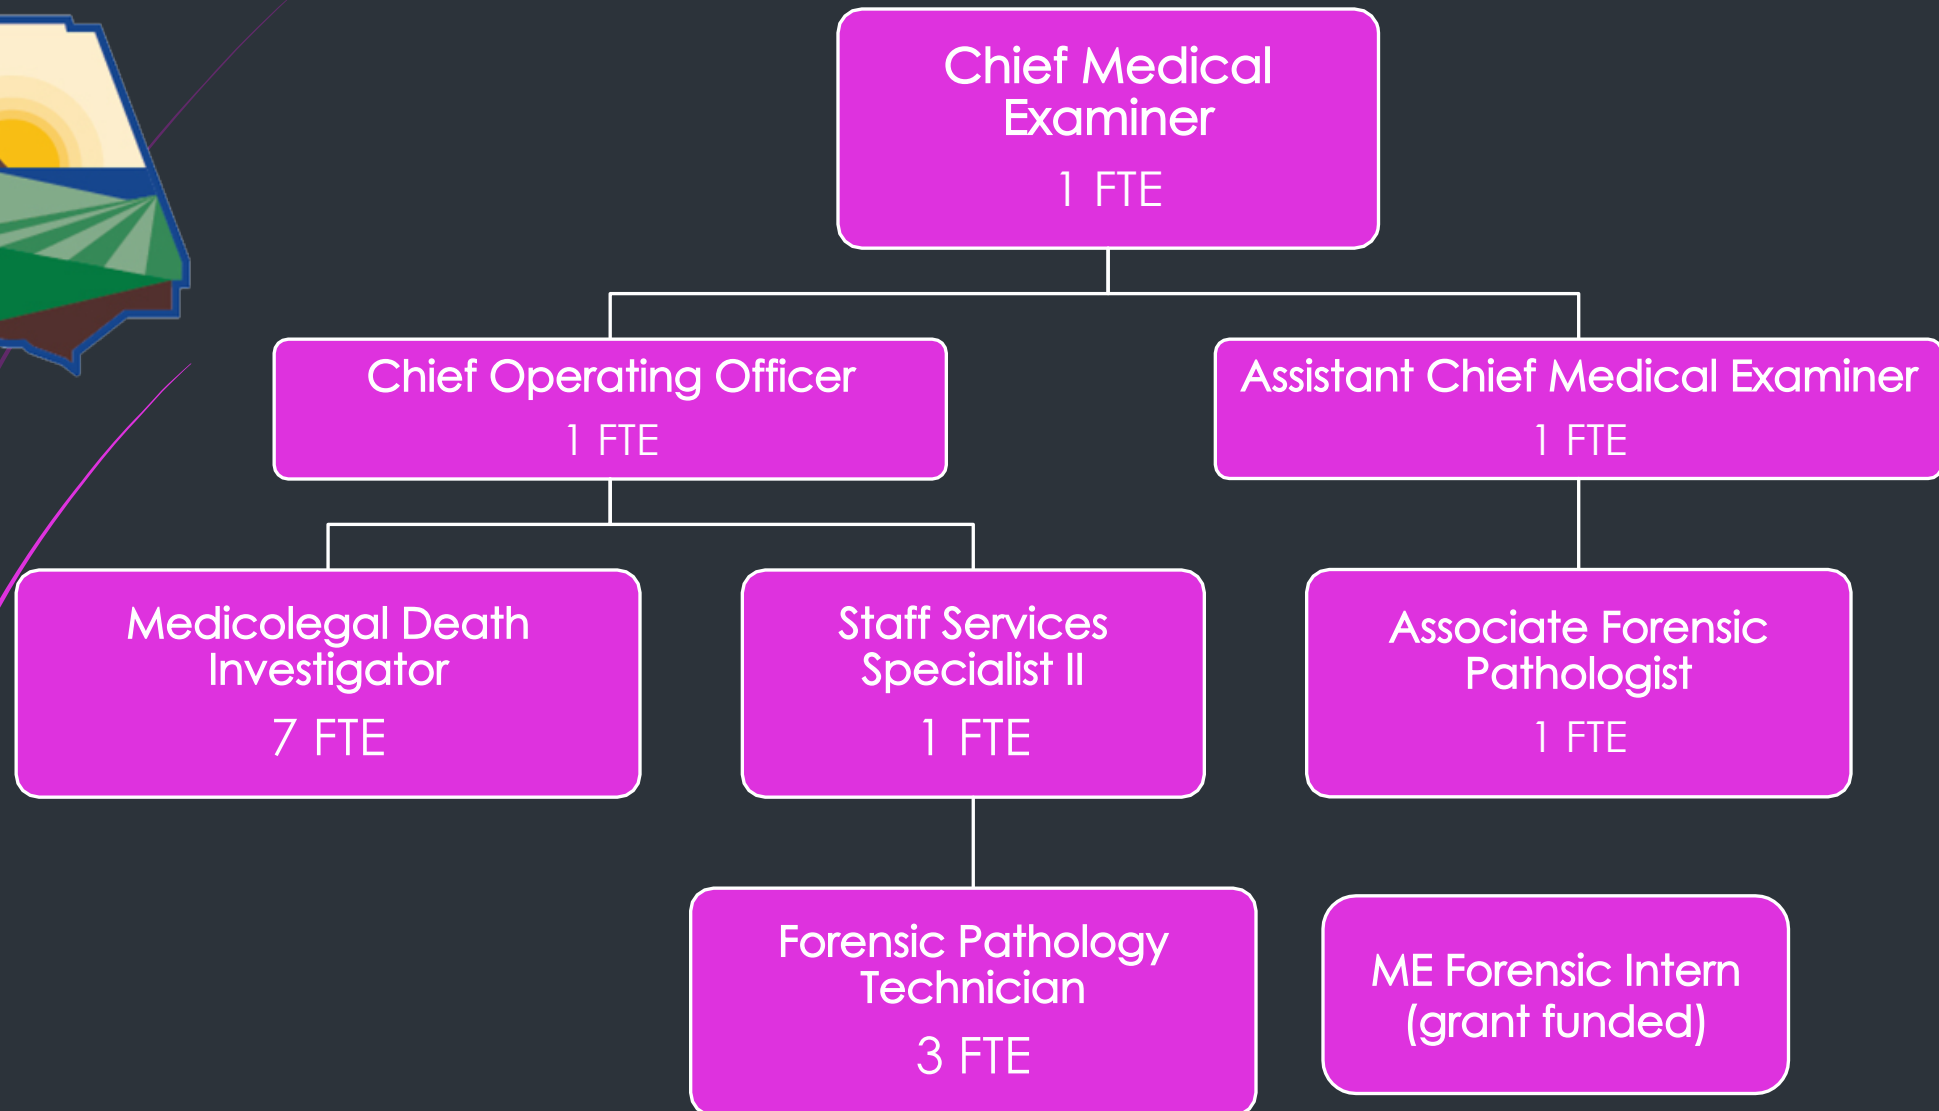 Chief Medical
Examiner
1 FTE
Chief Operating Officer
1 FTE
Assistant Chief Medical Examiner
1 FTE
Medicolegal Death
Investigator
7 FTE
Staff Services
Specialist II
1 FTE
Associate Forensic
Pathologist
1 FTE
Forensic Pathology
Technician
3 FTE
ME Forensic Intern
(grant funded)